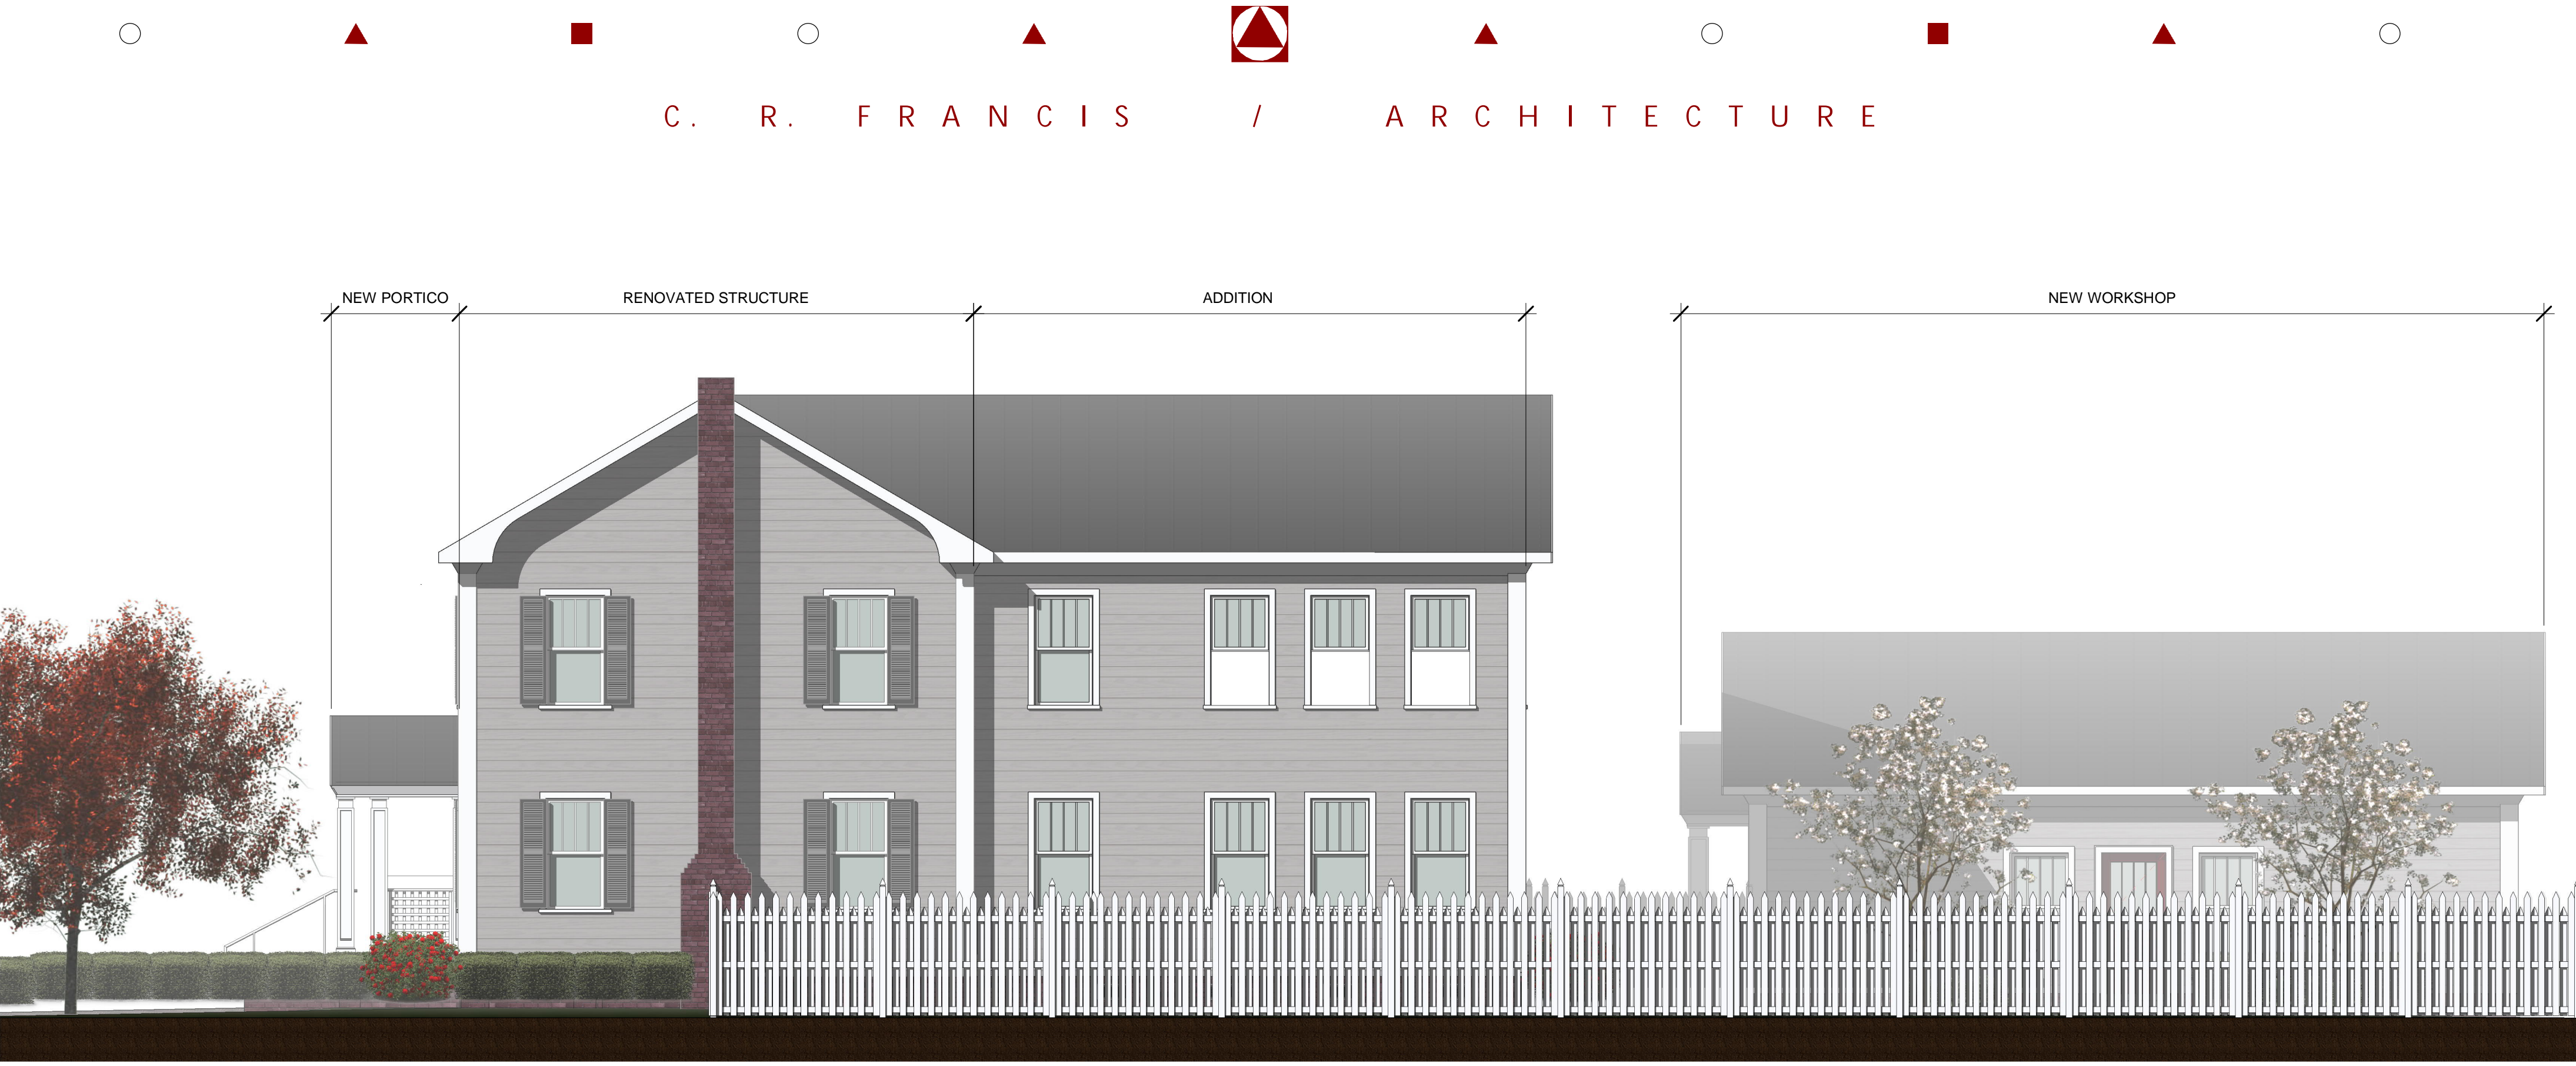 C. R. FRANCIS / ARCHITECTURE
NEW PORTICO RENOVATED STRUCTURE ADDITION NEW WORKSHOP